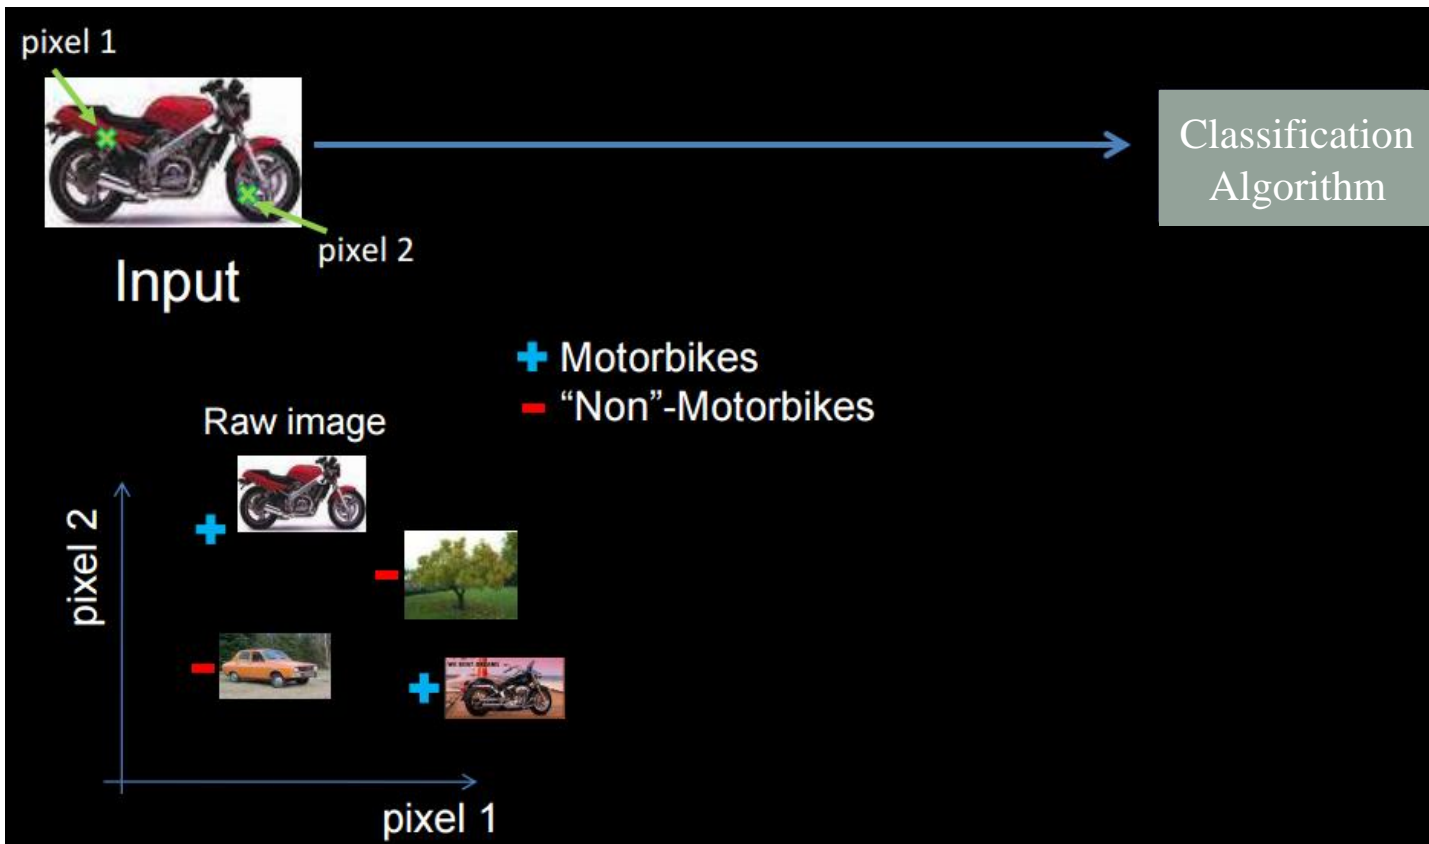 pixel 1
Classification
Algorithm
pixel 2
Input
+ Motorbikes
- “Non”-Motorbikes
Raw image
pixel 2
pixel 1